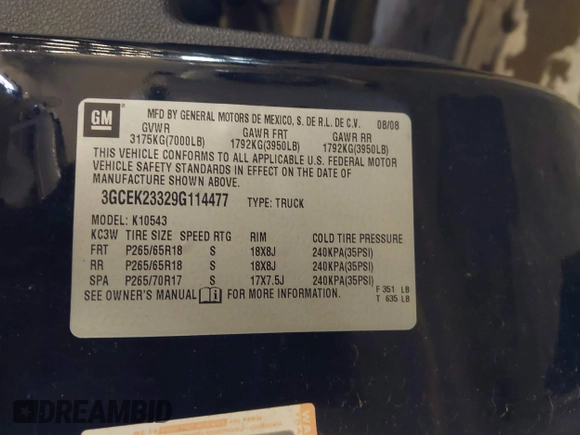 GM
MFD BY GENERAL MOTORS DE MEXICO, S. DE R.L. DE C.V. 08/08
GVWR GAWR FRT GAWR RR
3175KG(7000LB) 1792KG(3950LB) 1792KG(3950LB)
THIS VEHICLE CONFORMS TO ALL APPLICABLE U.S. FEDERAL MOTOR
VEHICLE SAFETY STANDARDS IN EFFECT ON THE DATE OF
MANUFACTURE SHOWN ABOVE.
3GCEK23329G114477 TYPE: TRUCK
MODEL: K10543
KC3W TIRE SIZE SPEED RTG RIM COLD TIRE PRESSURE
FRT P265/65R18 S 18X8J 240KPA(35PSI)
RR P265/65R18 S 18X8J 240KPA(35PSI)
SPA P265/70R17 S 17X7.5J 240KPA(35PSI)
SEE OWNER'S MANUAL FOR MORE INFORMATION.
F 351 LB
T 635 LB
DREAMBID